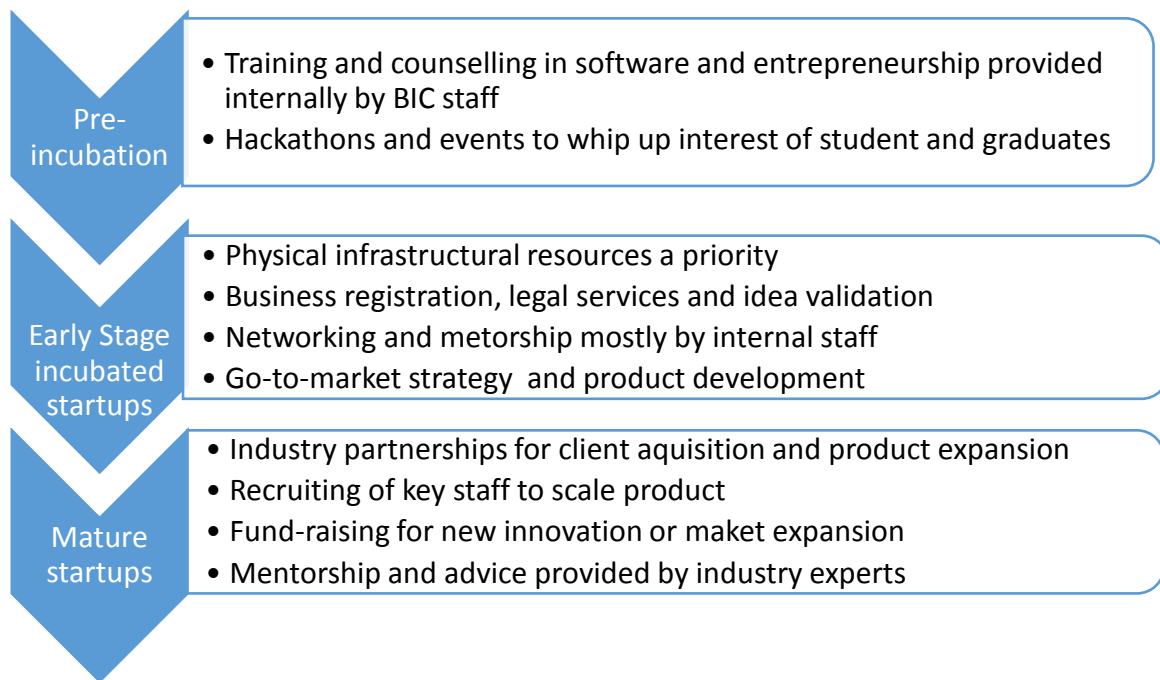 Pre-
incubation
• Training and counselling in software and entrepreneurship provided
internally by BIC staff
• Hackathons and events to whip up interest of student and graduates
Early Stage
incubated
startups
• Physical infrastructural resources a priority
• Business registration, legal services and idea validation
• Networking and metorship mostly by internal staff
• Go-to-market strategy and product development
Mature
startups
• Industry partnerships for client aquisition and product expansion
• Recruiting of key staff to scale product
• Fund-raising for new innovation or maket expansion
• Mentorship and advice provided by industry experts